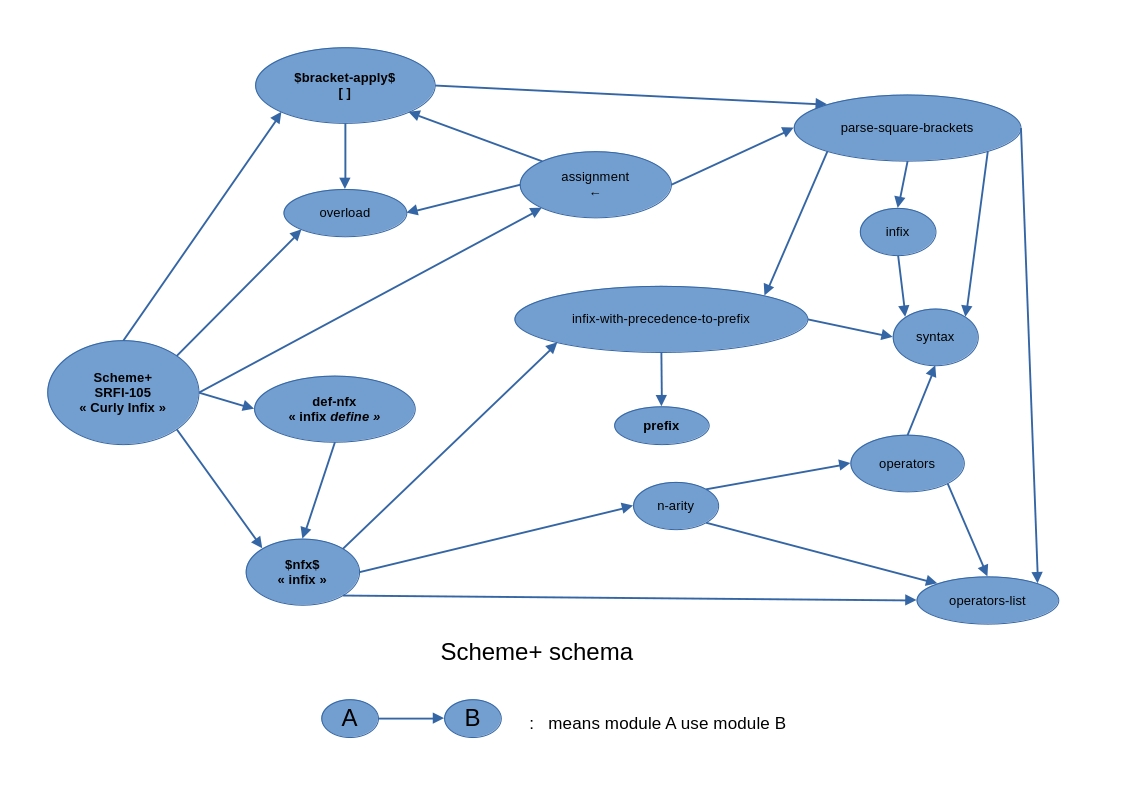 $bracket-apply$
[ ]
parse-square-brackets
assignment
←
overload
infix
infix-with-precedence-to-prefix
syntax
Scheme+
SRFI-105
« Curly Infix »
def-nfx
« infix define »
prefix
operators
n-arity
$nfx$
« infix »
operators-list
Scheme+ schema
A
B
: means module A use module B